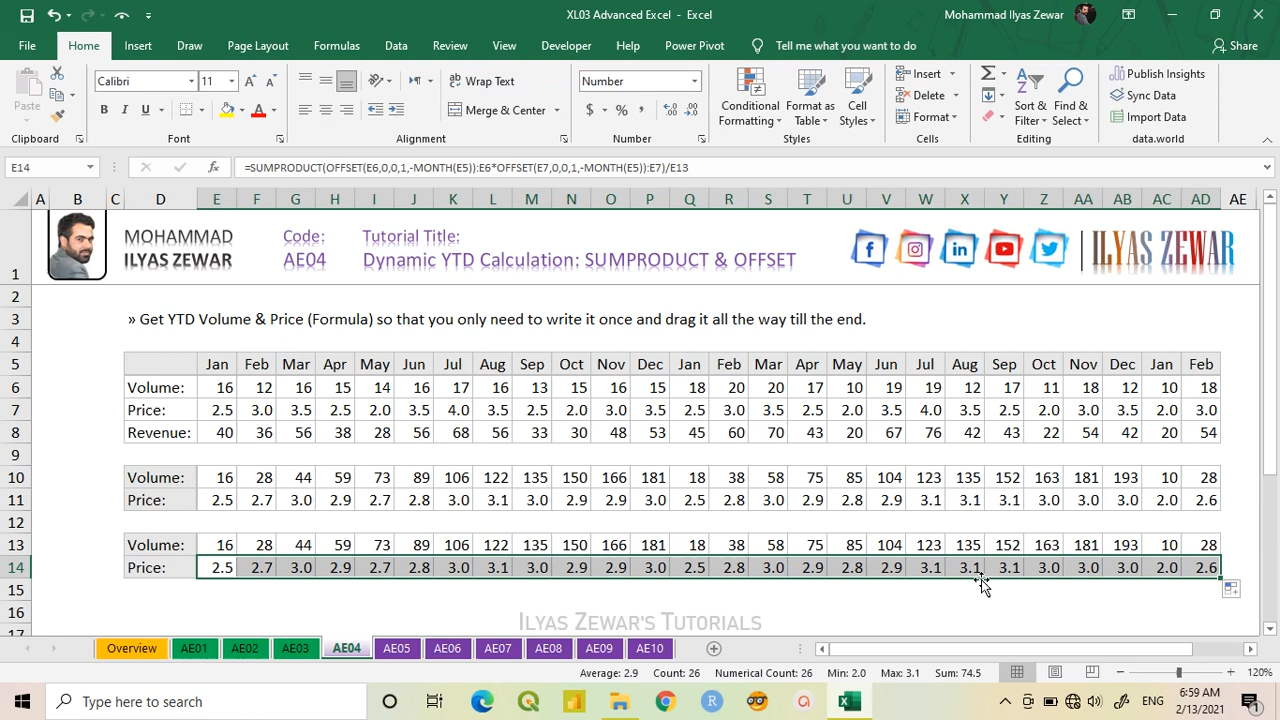 XL03 Advanced Excel - Excel
Mohammad Ilyas Zewar
File Home Insert Draw Page Layout Formulas Data Review View Developer Help Power Pivot Tell me what you want to do Share
Paste
Calibri 11
B I U
Wrap Text
Merge & Center
Number
$ % ,
Conditional Formatting
Format as Table
Cell Styles
Insert
Delete
Format
Sort & Filter
Find & Select
Publish Insights
Sync Data
Import Data
Clipboard Font Alignment Number Styles Cells Editing data.world
E14 fx =SUMPRODUCT(OFFSET(E6,0,0,1,-MONTH(E5)):E6*OFFSET(E7,0,0,1,-MONTH(E5)):E7)/E13
A B C D E F G H I J K L M N O P Q R S T U V W X Y Z AA AB AC AD AE
MOHAMMAD
ILYAS ZEWAR
Code:
AE04
Tutorial Title:
Dynamic YTD Calculation: SUMPRODUCT & OFFSET
ILYAS ZEWAR
1
2
3 » Get YTD Volume & Price (Formula) so that you only need to write it once and drag it all the way till the end.
4
5 Jan Feb Mar Apr May Jun Jul Aug Sep Oct Nov Dec Jan Feb Mar Apr May Jun Jul Aug Sep Oct Nov Dec Jan Feb
6 Volume: 16 12 16 15 14 16 17 16 13 15 16 15 18 20 20 17 10 19 19 12 17 11 18 12 10 18
7 Price: 2.5 3.0 3.5 2.5 2.0 3.5 4.0 3.5 2.5 2.0 3.0 3.5 2.5 3.0 3.5 2.5 2.0 3.5 4.0 3.5 2.5 2.0 3.0 3.5 2.0 3.0
8 Revenue: 40 36 56 38 28 56 68 56 33 30 48 53 45 60 70 43 20 67 76 42 43 22 54 42 20 54
9
10 Volume: 16 28 44 59 73 89 106 122 135 150 166 181 18 38 58 75 85 104 123 135 152 163 181 193 10 28
11 Price: 2.5 2.7 3.0 2.9 2.7 2.8 3.0 3.1 3.0 2.9 2.9 3.0 2.5 2.8 3.0 2.9 2.8 2.9 3.1 3.1 3.1 3.0 3.0 3.0 2.0 2.6
12
13 Volume: 16 28 44 59 73 89 106 122 135 150 166 181 18 38 58 75 85 104 123 135 152 163 181 193 10 28
14 Price: 2.5 2.7 3.0 2.9 2.7 2.8 3.0 3.1 3.0 2.9 2.9 3.0 2.5 2.8 3.0 2.9 2.8 2.9 3.1 3.1 3.1 3.0 3.0 3.0 2.0 2.6
15
16 ILYAS ZEWAR'S TUTORIALS
17
Overview AE01 AE02 AE03 AE04 AE05 AE06 AE07 AE08 AE09 AE10
Average: 2.9 Count: 26 Numerical Count: 26 Min: 2.0 Max: 3.1 Sum: 74.5 120%
Type here to search
ENG
6:59 AM
2/13/2021